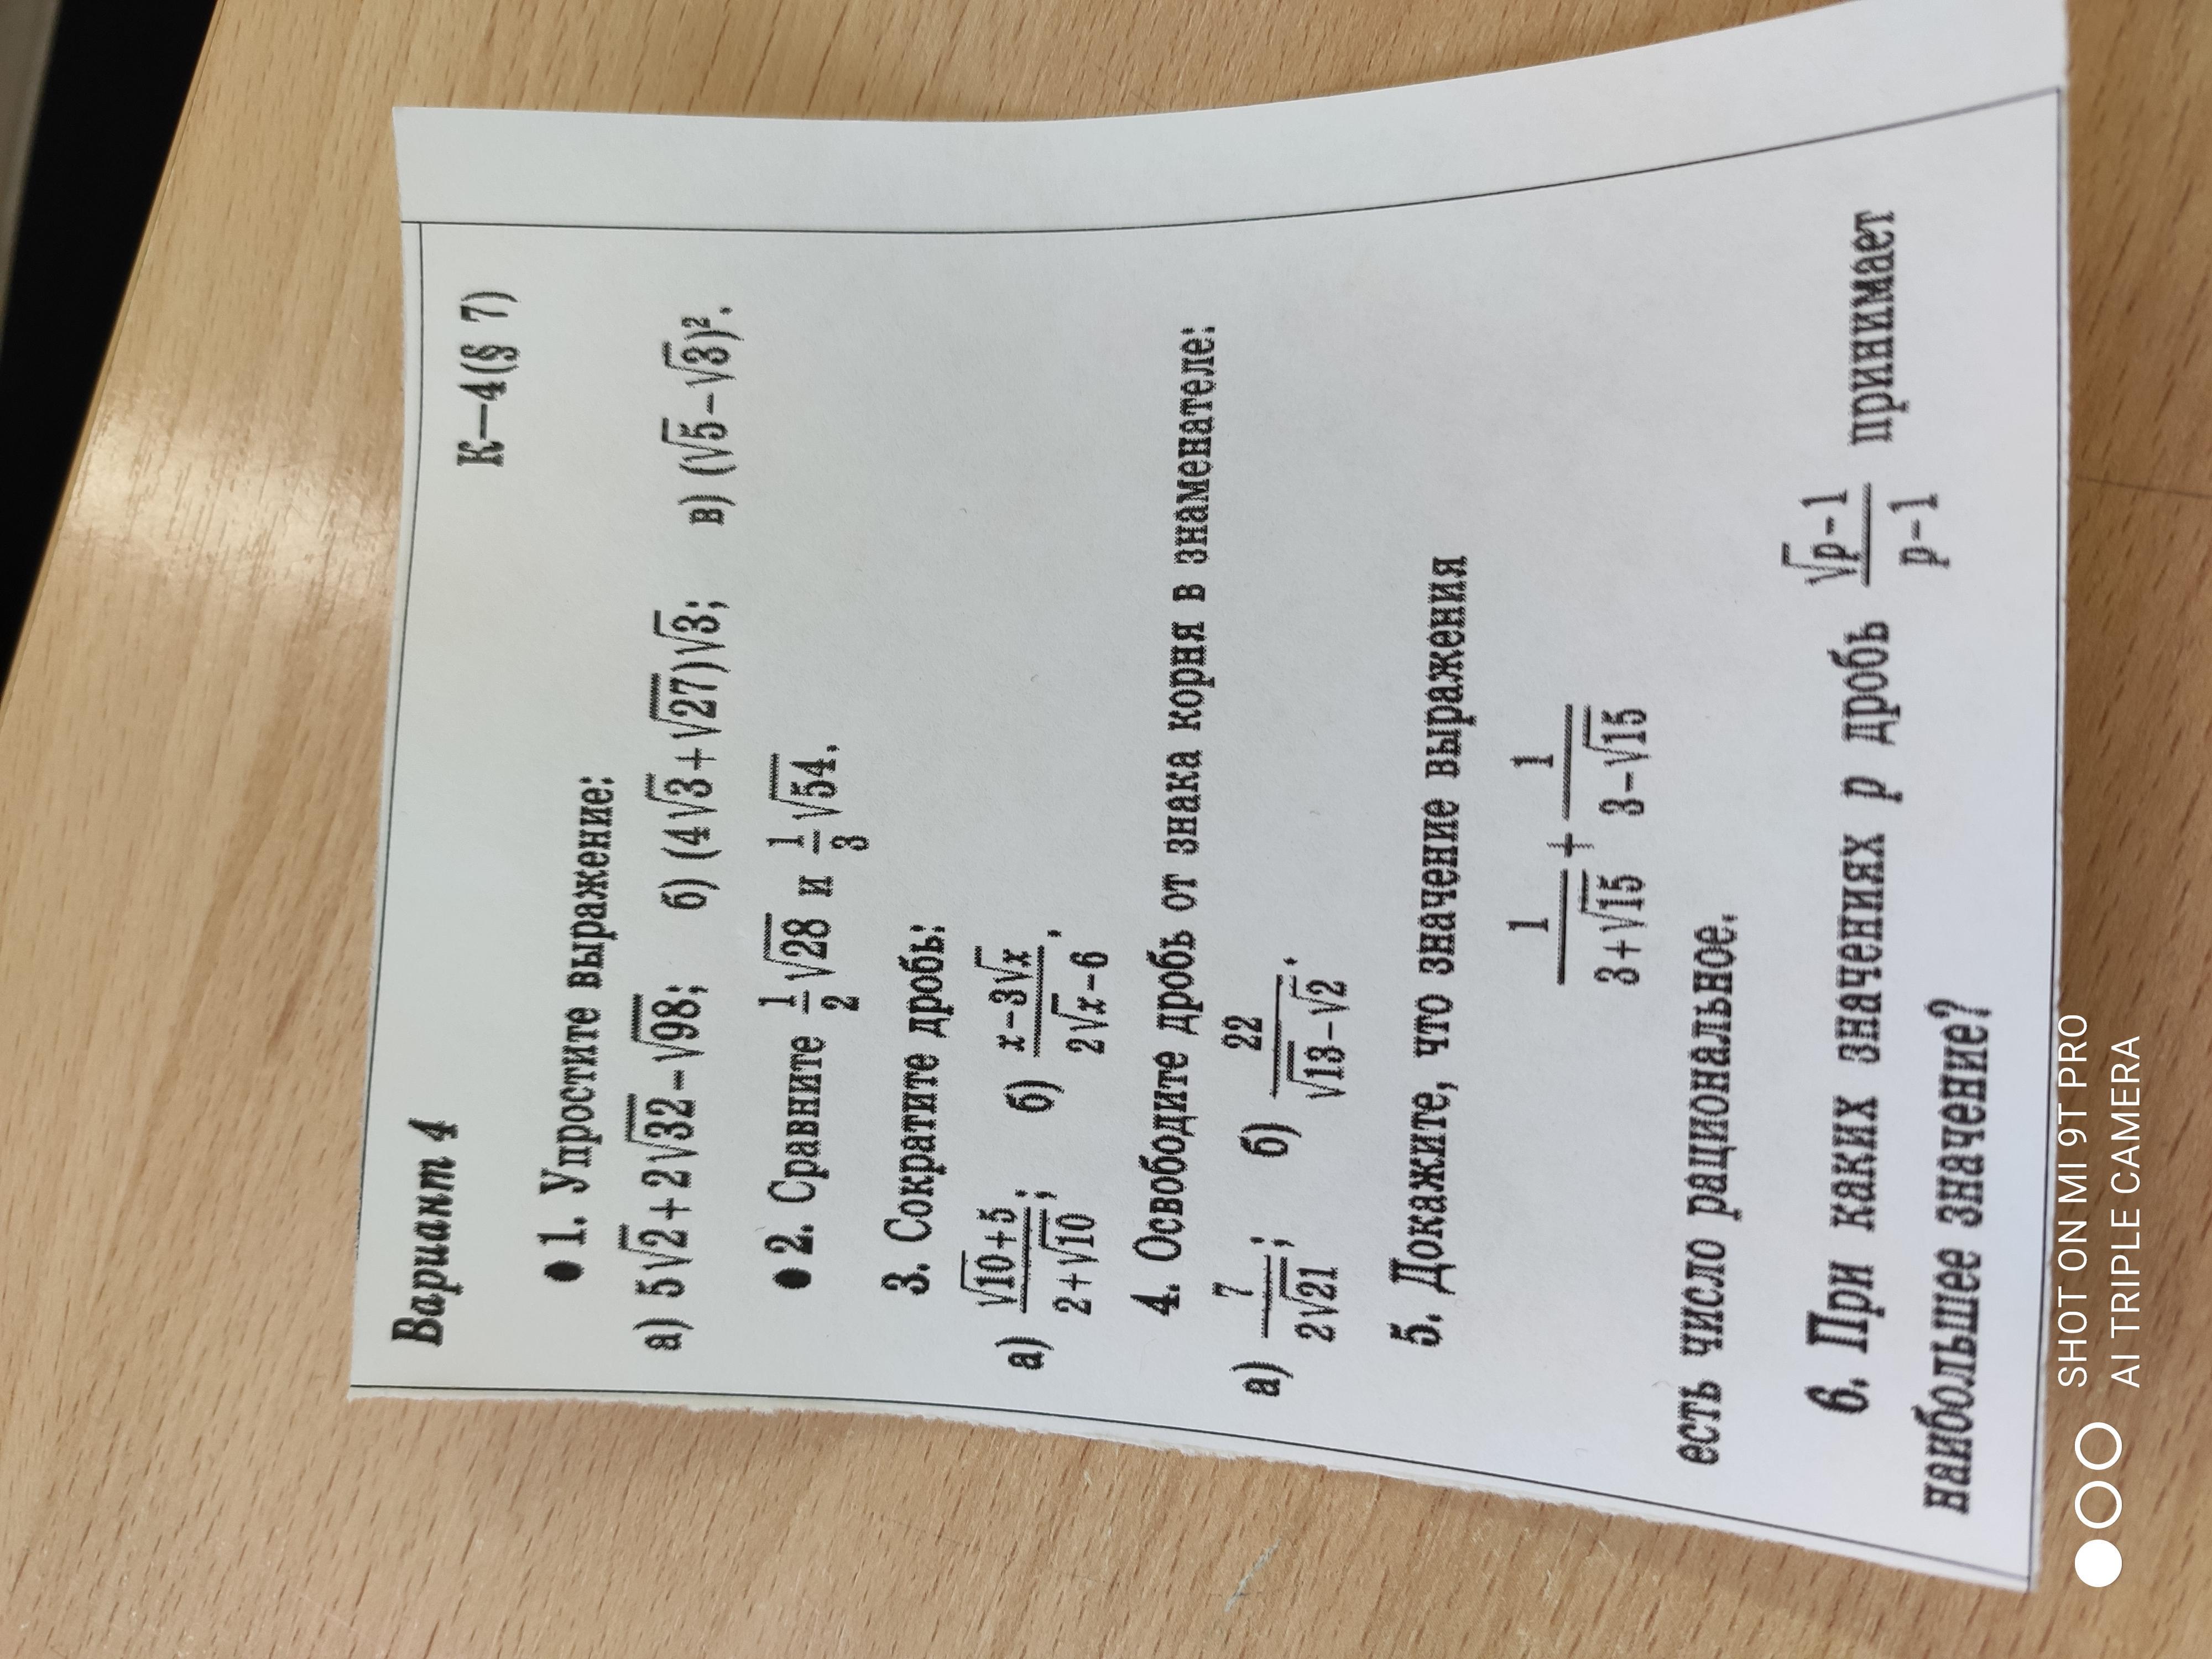 Вариант 4 К—4(§ 7)
● 1. Упростите выражение:
а) 5√2+2√32−√98; б) (4√3+√27)√3; в) (√5−√3)².
● 2. Сравните 1/2√28 и 1/3√54.
3. Сократите дробь:
а) (√10+5)/(2+√10); б) (x−3√x)/(2√x−6).
4. Освободите дробь от знака корня в знаменателе:
а) 7/(2√21); б) 22/(√13−√2).
5. Докажите, что значение выражения
1/(3+√15) + 1/(3−√15)
есть число рациональное.
6. При каких значениях p дробь (√p−1)/(p−1) принимает
наибольшее значение?
SHOT ON MI 9T PRO
AI TRIPLE CAMERA